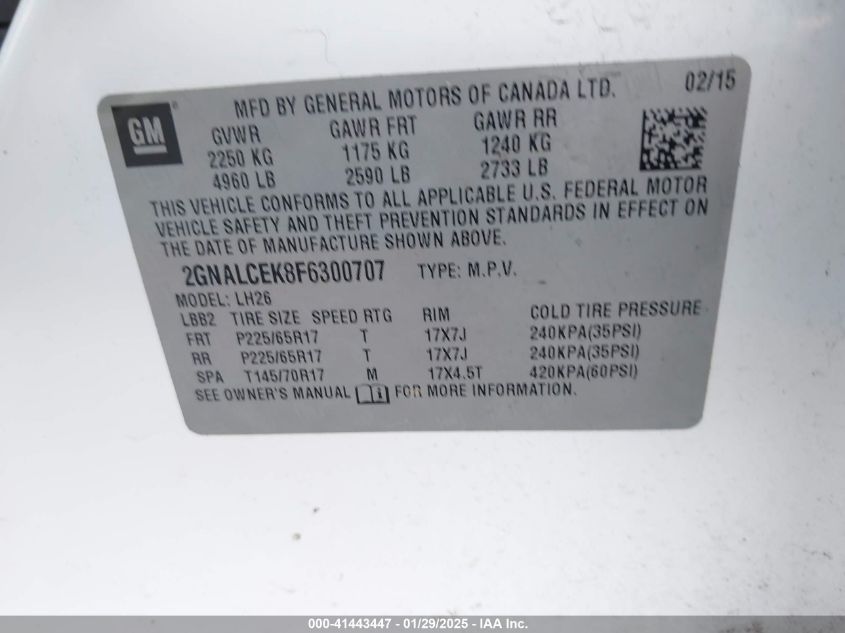 MFD BY GENERAL MOTORS OF CANADA LTD. 02/15
GM ®
GVWR GAWR FRT GAWR RR
2250 KG 1175 KG 1240 KG
4960 LB 2590 LB 2733 LB
THIS VEHICLE CONFORMS TO ALL APPLICABLE U.S. FEDERAL MOTOR
VEHICLE SAFETY AND THEFT PREVENTION STANDARDS IN EFFECT ON
THE DATE OF MANUFACTURE SHOWN ABOVE.
2GNALCEK8F6300707 TYPE: M.P.V.
MODEL: LH26
LBB2 TIRE SIZE SPEED RTG RIM COLD TIRE PRESSURE
FRT P225/65R17 T 17X7J 240KPA(35PSI)
RR P225/65R17 T 17X7J 240KPA(35PSI)
SPA T145/70R17 M 17X4.5T 420KPA(60PSI)
SEE OWNER'S MANUAL FOR MORE INFORMATION.
000-41443447 - 01/29/2025 - IAA Inc.